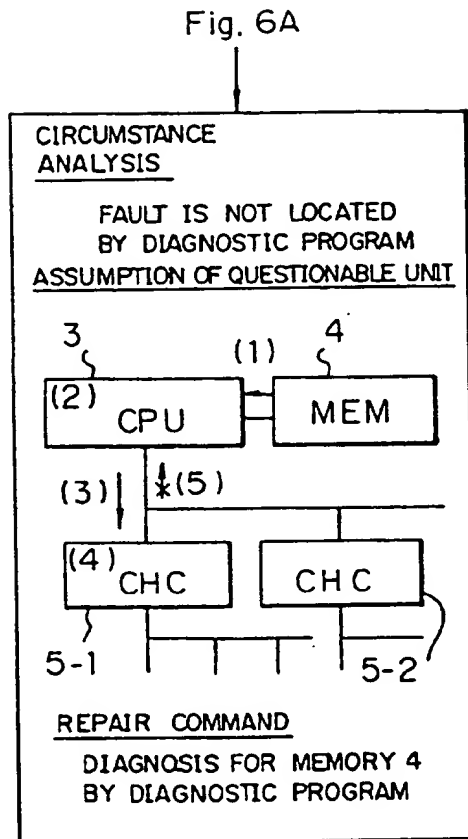 Fig. 6A
CIRCUMSTANCE
ANALYSIS
FAULT IS NOT LOCATED
BY DIAGNOSTIC PROGRAM
ASSUMPTION OF QUESTIONABLE UNIT
3
(1)
4
(2)
CPU
MEM
(3)
(5)
(4)
CHC
CHC
5-1
5-2
REPAIR COMMAND
DIAGNOSIS FOR MEMORY 4
BY DIAGNOSTIC PROGRAM